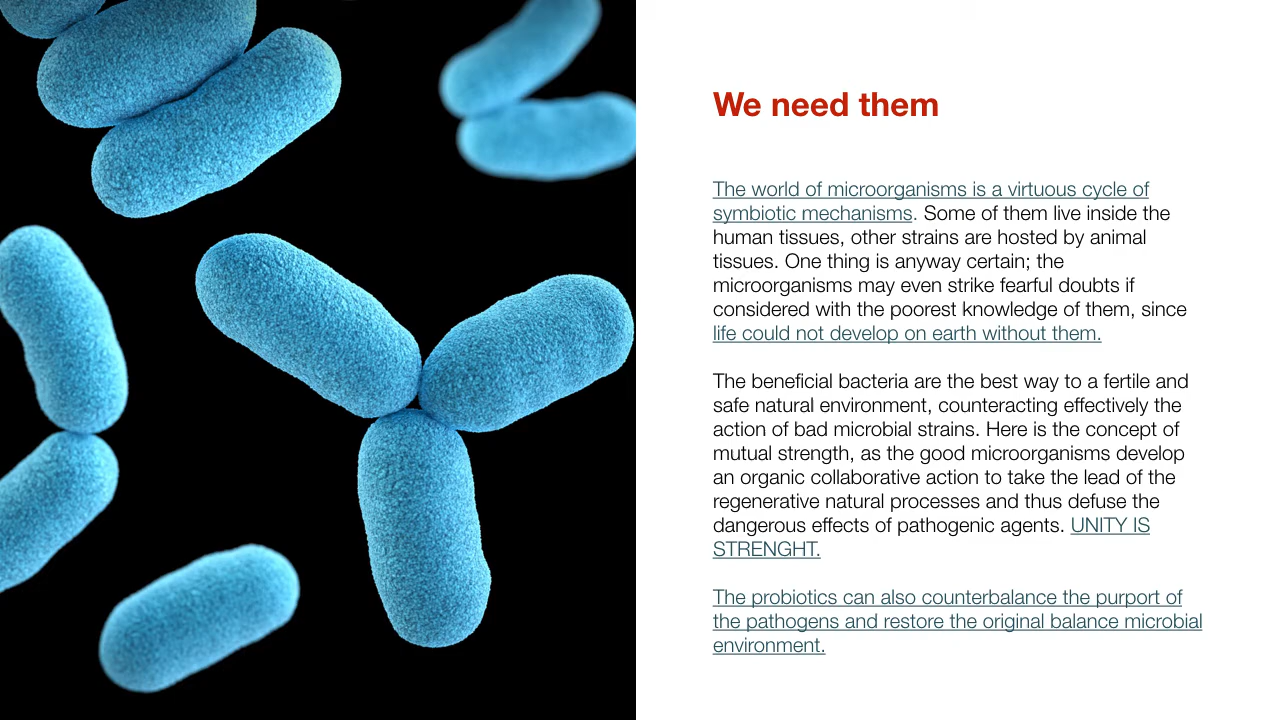 We need them
The world of microorganisms is a virtuous cycle of
symbiotic mechanisms. Some of them live inside the
human tissues, other strains are hosted by animal
tissues. One thing is anyway certain; the
microorganisms may even strike fearful doubts if
considered with the poorest knowledge of them, since
life could not develop on earth without them.
The beneficial bacteria are the best way to a fertile and
safe natural environment, counteracting effectively the
action of bad microbial strains. Here is the concept of
mutual strength, as the good microorganisms develop
an organic collaborative action to take the lead of the
regenerative natural processes and thus defuse the
dangerous effects of pathogenic agents. UNITY IS
STRENGHT.
The probiotics can also counterbalance the purport of
the pathogens and restore the original balance microbial
environment.